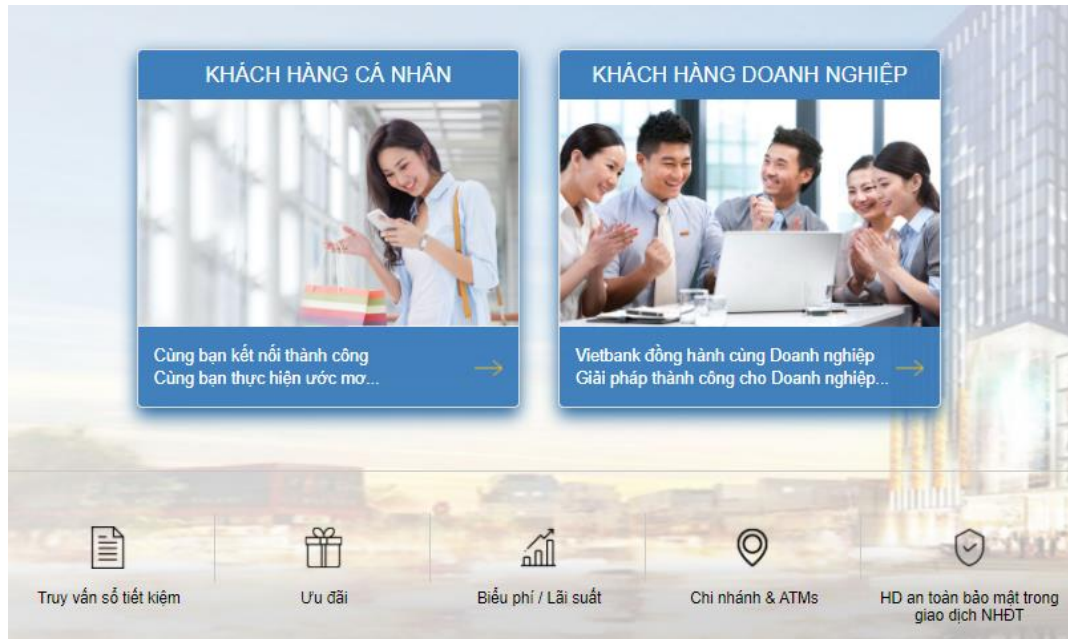 KHÁCH HÀNG CÁ NHÂN
Cùng bạn kết nối thành công
Cùng bạn thực hiện ước mơ...
KHÁCH HÀNG DOANH NGHIỆP
Vietbank đồng hành cùng Doanh nghiệp
Giải pháp thành công cho Doanh nghiệp...
Truy vấn sổ tiết kiệm
Ưu đãi
Biểu phí / Lãi suất
Chi nhánh & ATMs
HD an toàn bảo mật trong
giao dịch NHĐT